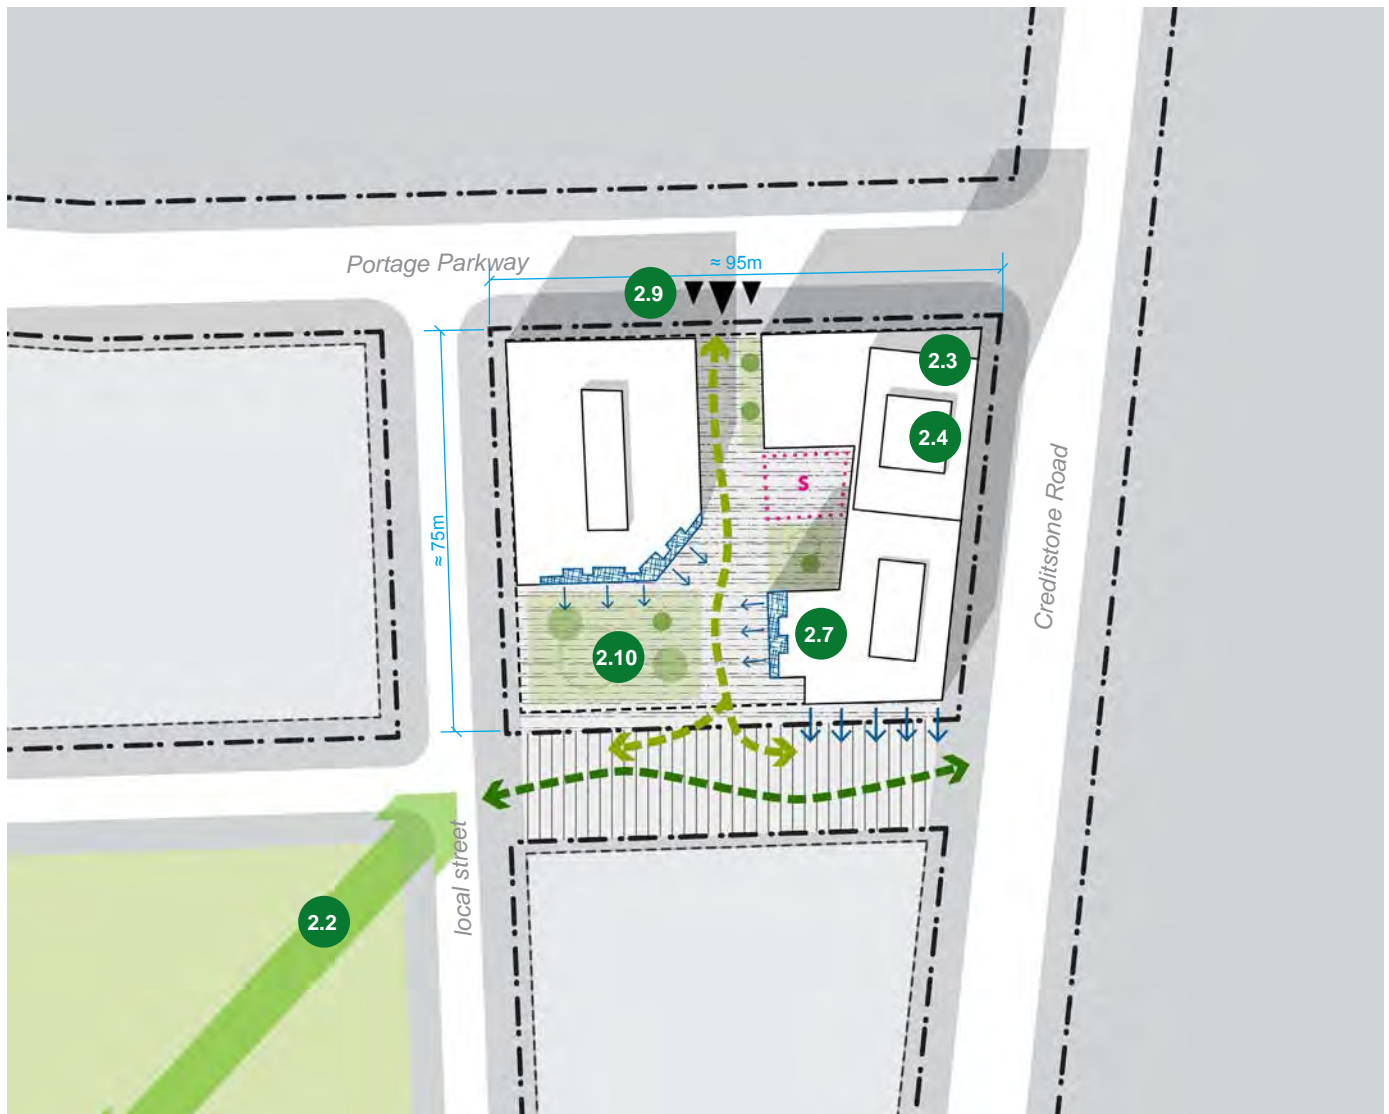 Portage Parkway
≈ 95m
2.9
2.3
2.4
S
≈ 75m
Creditstone Road
2.7
2.10
local street
2.2